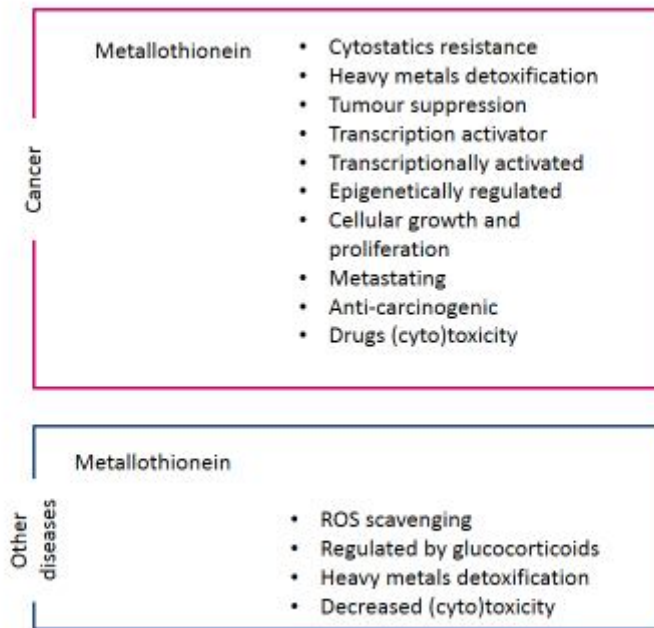 Cancer
Metallothionein
• Cytostatics resistance
• Heavy metals detoxification
• Tumour suppression
• Transcription activator
• Transcriptionally activated
• Epigenetically regulated
• Cellular growth and
proliferation
• Metastating
• Anti-carcinogenic
• Drugs (cyto)toxicity
Other
diseases
Metallothionein
• ROS scavenging
• Regulated by glucocorticoids
• Heavy metals detoxification
• Decreased (cyto)toxicity